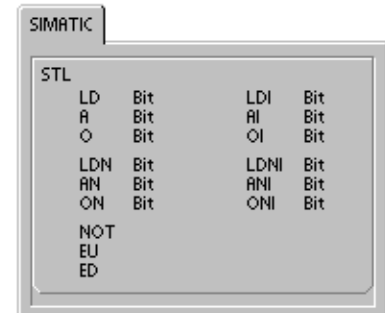 SIMATIC
STL
LD Bit LDI Bit
A Bit AI Bit
O Bit OI Bit
LDN Bit LDNI Bit
AN Bit ANI Bit
ON Bit ONI Bit
NOT
EU
ED